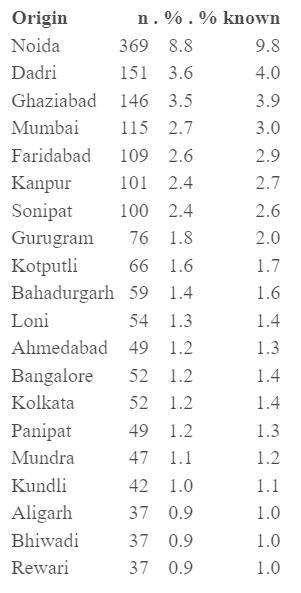 Origin n . % . % known
Noida 369 8.8 9.8
Dadri 151 3.6 4.0
Ghaziabad 146 3.5 3.9
Mumbai 115 2.7 3.0
Faridabad 109 2.6 2.9
Kanpur 101 2.4 2.7
Sonipat 100 2.4 2.6
Gurugram 76 1.8 2.0
Kotputli 66 1.6 1.7
Bahadurgarh 59 1.4 1.6
Loni 54 1.3 1.4
Ahmedabad 49 1.2 1.3
Bangalore 52 1.2 1.4
Kolkata 52 1.2 1.4
Panipat 49 1.2 1.3
Mundra 47 1.1 1.2
Kundli 42 1.0 1.1
Aligarh 37 0.9 1.0
Bhiwadi 37 0.9 1.0
Rewari 37 0.9 1.0